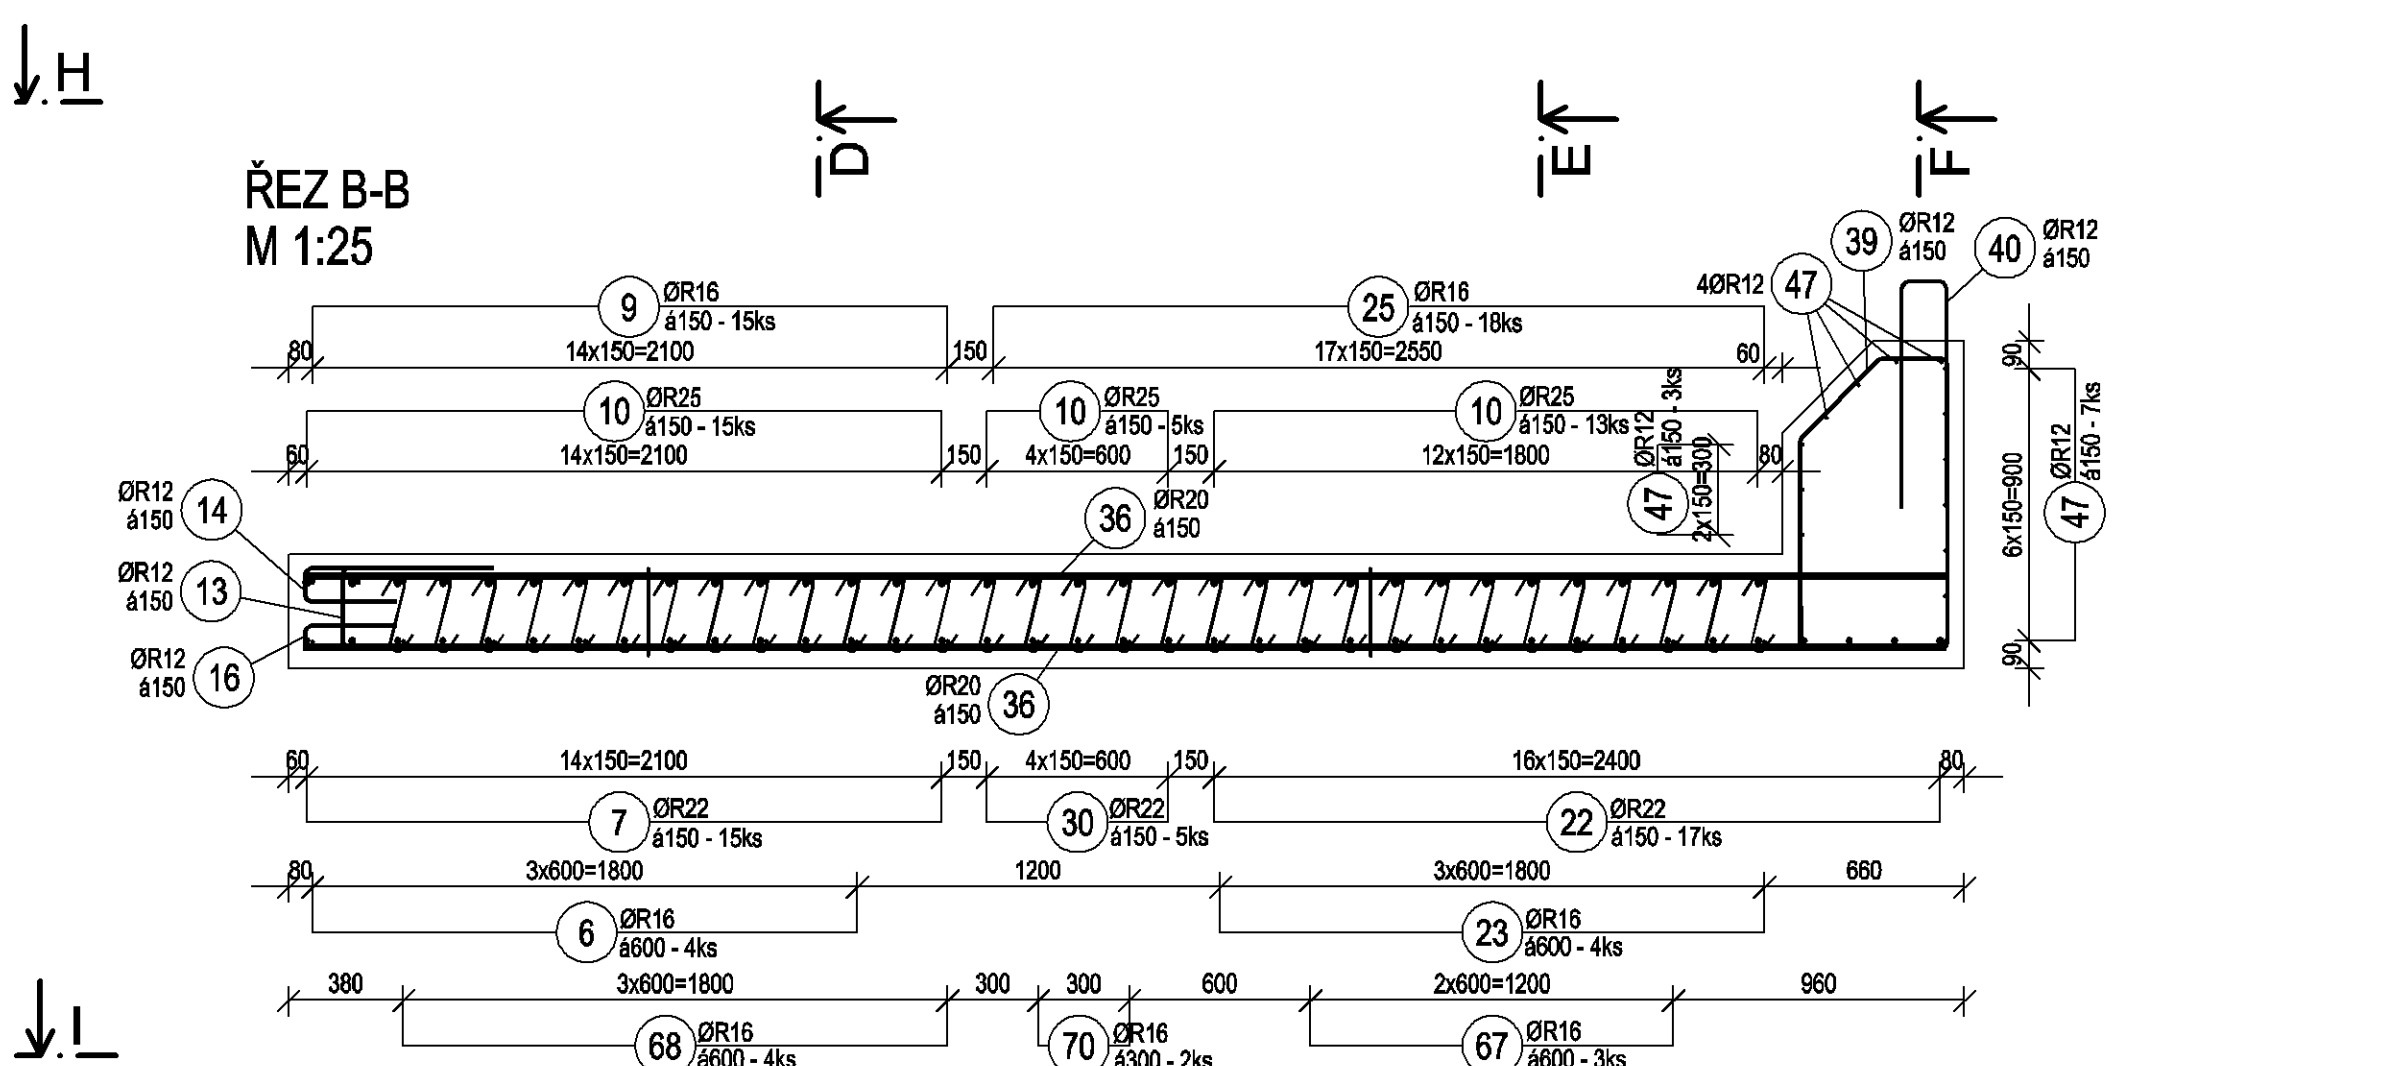 H
D
E
F
ŘEZ B-B
M 1:25
39
ØR12
á150
40
ØR12
á150
4ØR12
47
9
ØR16
á150 - 15ks
25
ØR16
á150 - 18ks
80
14x150=2100
150
17x150=2550
60
90
10
ØR25
á150 - 15ks
10
ØR25
á150 - 5ks
10
ØR25
á150 - 13ks
60
14x150=2100
150
4x150=600
150
12x150=1800
80
47
ØR12
á150 - 3ks
2x150=300
6x150=900
47
ØR12
á150 - 7ks
90
14
ØR12
á150
36
ØR20
á150
ØR12
á150
13
ØR12
á150
16
ØR20
á150
36
60
14x150=2100
150
4x150=600
150
16x150=2400
80
7
ØR22
á150 - 15ks
30
ØR22
á150 - 5ks
22
ØR22
á150 - 17ks
80
3x600=1800
1200
3x600=1800
660
6
ØR16
á600 - 4ks
23
ØR16
á600 - 4ks
380
3x600=1800
300
300
600
2x600=1200
960
I
68
ØR16
á600 - 4ks
70
ØR16
á300 - 2ks
67
ØR16
á600 - 3ks